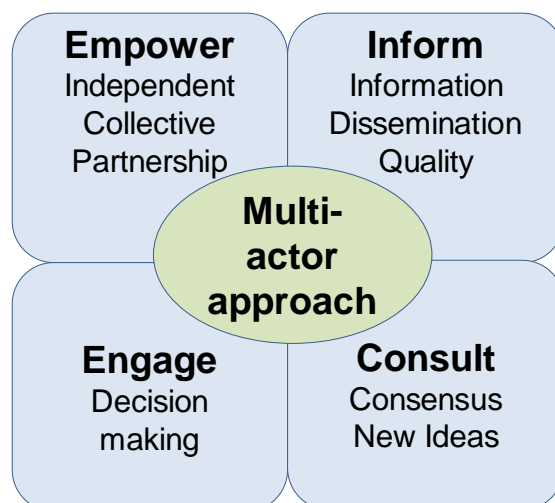 Empower
Independent
Collective
Partnership
Inform
Information
Dissemination
Quality
Multi-
actor
approach
Engage
Decision
making
Consult
Consensus
New Ideas